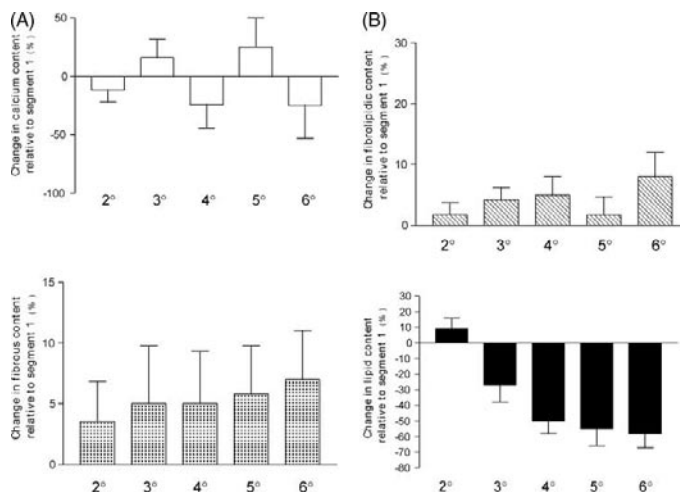 (A)
Change in calcium content
relative to segment 1 (%)
50
0
-50
-100
2° 3° 4° 5° 6°
(B)
Change in fibrolipidic content
relative to segment 1 (%)
30
20
10
0
2° 3° 4° 5° 6°
Change in fibrous content
relative to segment 1 (%)
15
10
5
0
2° 3° 4° 5° 6°
Change in lipid content
relative to segment 1 (%)
30
20
10
0
-10
-20
-30
-40
-50
-60
-70
-80
2° 3° 4° 5° 6°